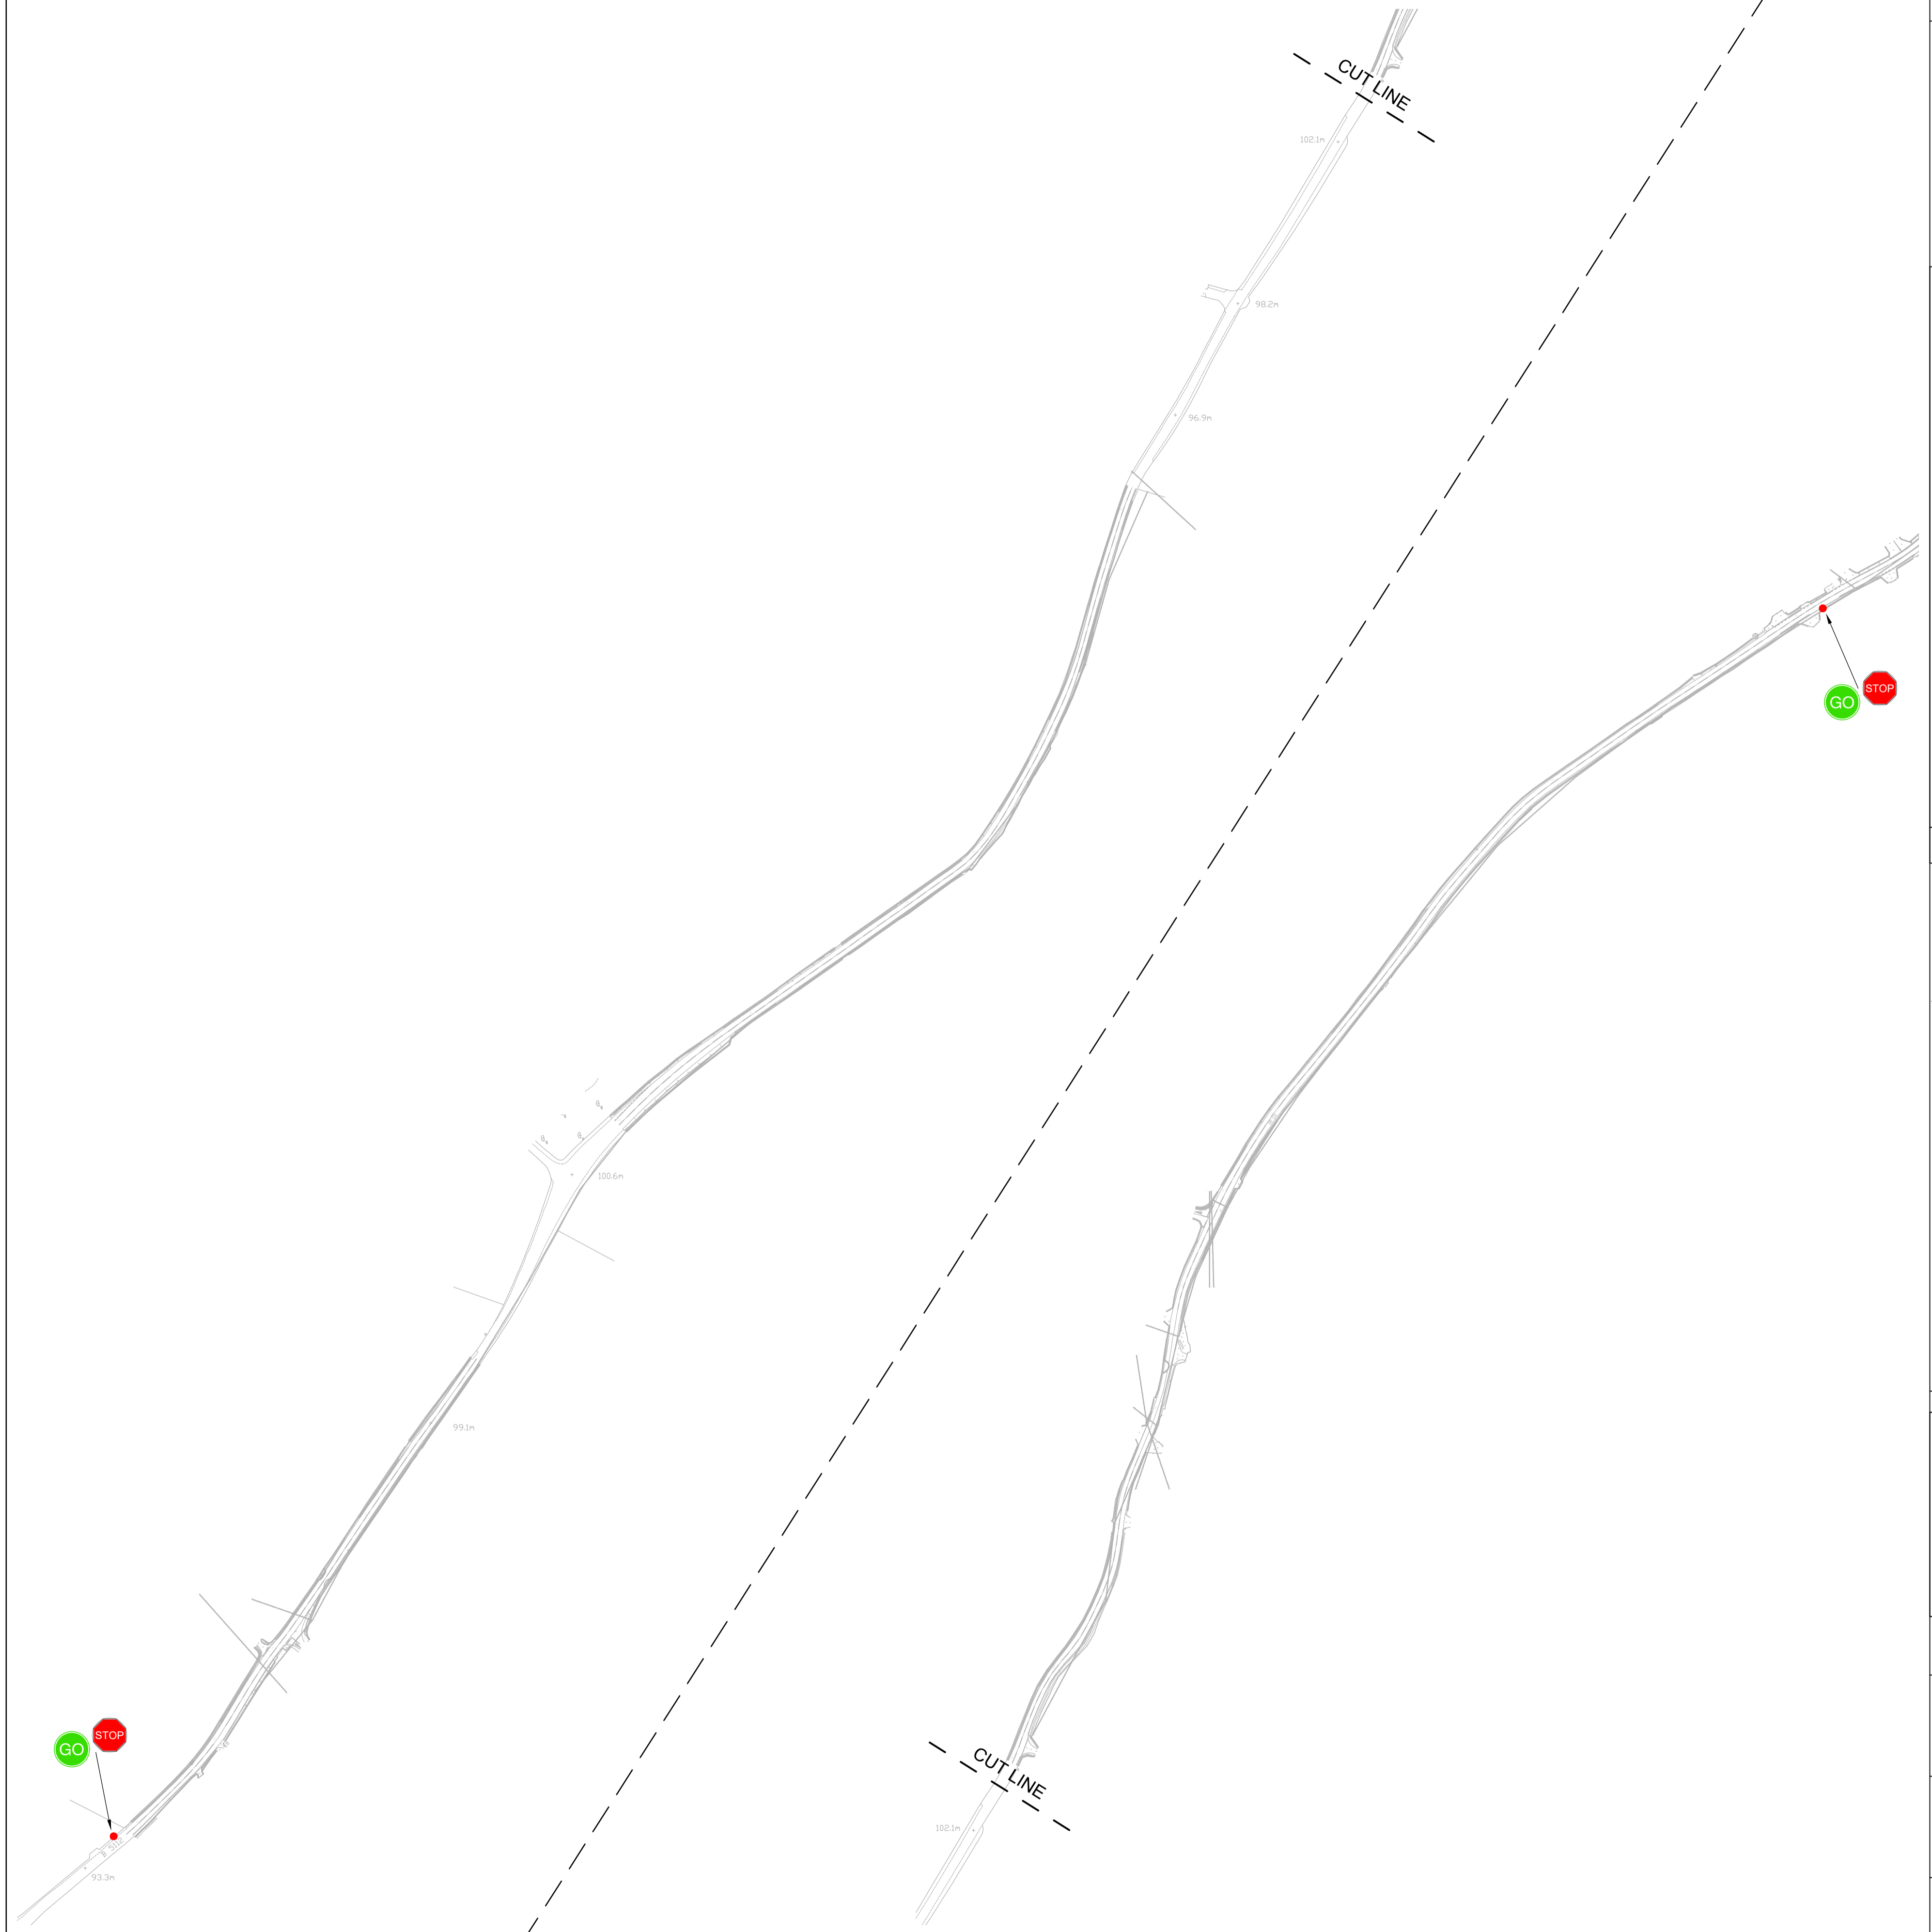 CUT LINE
102.1m
98.2m
96.9m
STOP
GO
100.6m
99.1m
STOP
GO
CUT LINE
102.1m
93.3m